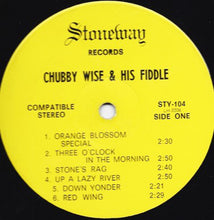 Stoneway
RECORDS
CHUBBY WISE & HIS FIDDLE
COMPATIBLE
STEREO
STY-104
SIDE ONE
1. ORANGE BLOSSOM
SPECIAL 2:30
2. THREE O'CLOCK
IN THE MORNING 2:50
3. STONE'S RAG 2:50
4. UP A LAZY RIVER 2:50
5. DOWN YONDER 2:21
6. RED WING 2:29